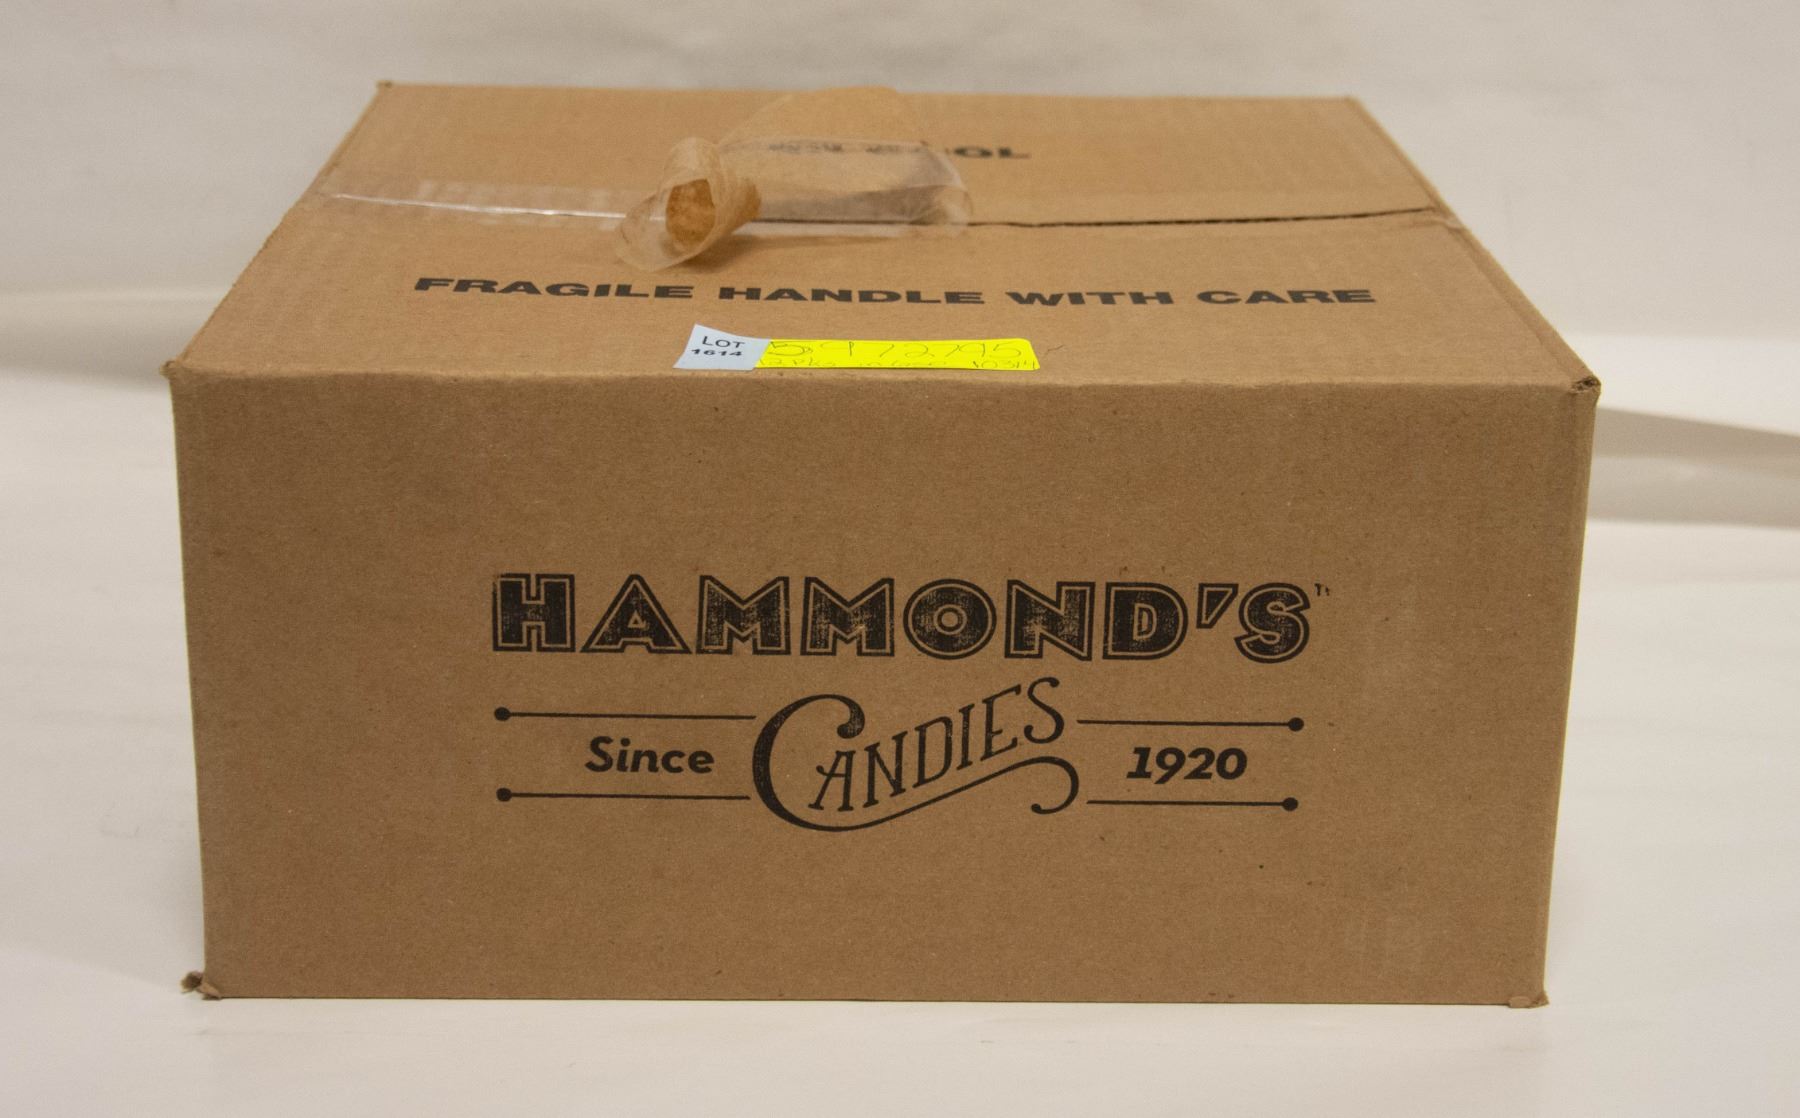 FRAGILE HANDLE WITH CARE
LOT
1614
HAMMOND'S
CANDIES
Since 1920